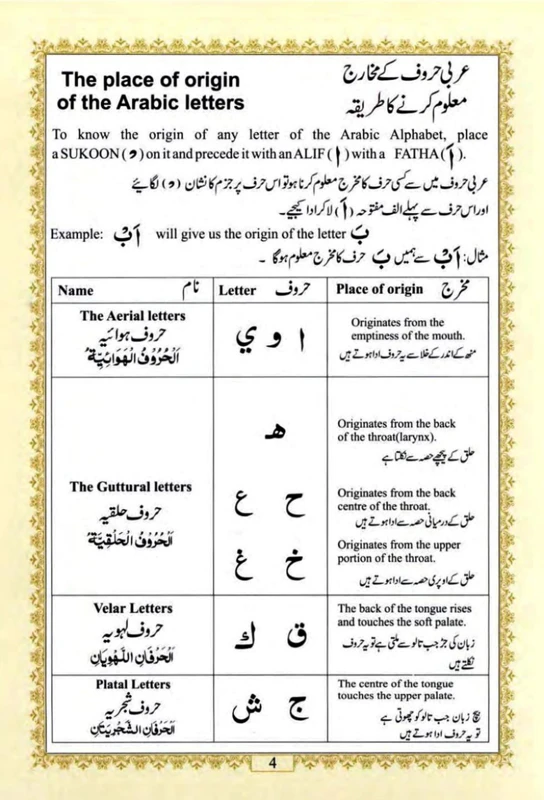 The place of origin
of the Arabic letters
عربی حروف کے مخارج
معلوم کرنے کا طریقہ
To know the origin of any letter of the Arabic Alphabet, place
a SUKOON ( ْ ) on it and precede it with an ALIF ( ا ) with a FATHA ( اَ ).
عربی حروف میں سے کسی حرف کا مخرج معلوم کرنا ہو تو اس حرف پر جزم کا نشان ( ْ ) لگائیے
اور اس حرف سے پہلے الف مفتوحہ ( اَ ) لا کر ادا کیجیے۔
Example: اَبْ will give us the origin of the letter بَ
مثال: اَبْ سے ہمیں بَ حرف کا مخرج معلوم ہوگا ۔
Name نام Letter حروف Place of origin مخرج
The Aerial letters
حروف ہوائیہ
اَلْحُرُوْفُ الْهَوَائِيَّةُ
ا و ي
Originates from the
emptiness of the mouth.
منھ کے اندر کے خلا سے یہ حروف ادا ہوتے ہیں
The Guttural letters
حروف حلقیہ
اَلْحُرُوْفُ الْحَلْقِيَّةُ
هـ
Originates from the back
of the throat(larynx).
حلق کے پیچھے حصہ سے نکلتا ہے
ح ع
Originates from the back
centre of the throat.
حلق کے درمیانی حصہ سے ادا ہوتے ہیں
خ غ
Originates from the upper
portion of the throat.
حلق کے اوپری حصہ سے ادا ہوتے ہیں
Velar Letters
حروف لہویہ
اَلْحَرْفَانِ اللَّهْوِيَانِ
ق ك
The back of the tongue rises
and touches the soft palate.
زبان کی جڑ جب تالو سے ملتی ہے تو یہ حروف
نکلتے ہیں
Platal Letters
حروف شجریہ
اَلْحَرْفَانِ الشَّجْرِيَتَانِ
ج ش
The centre of the tongue
touches the upper palate.
بیچ زبان جب تالو کو چھوتی ہے
تو یہ حروف ادا ہوتے ہیں
4